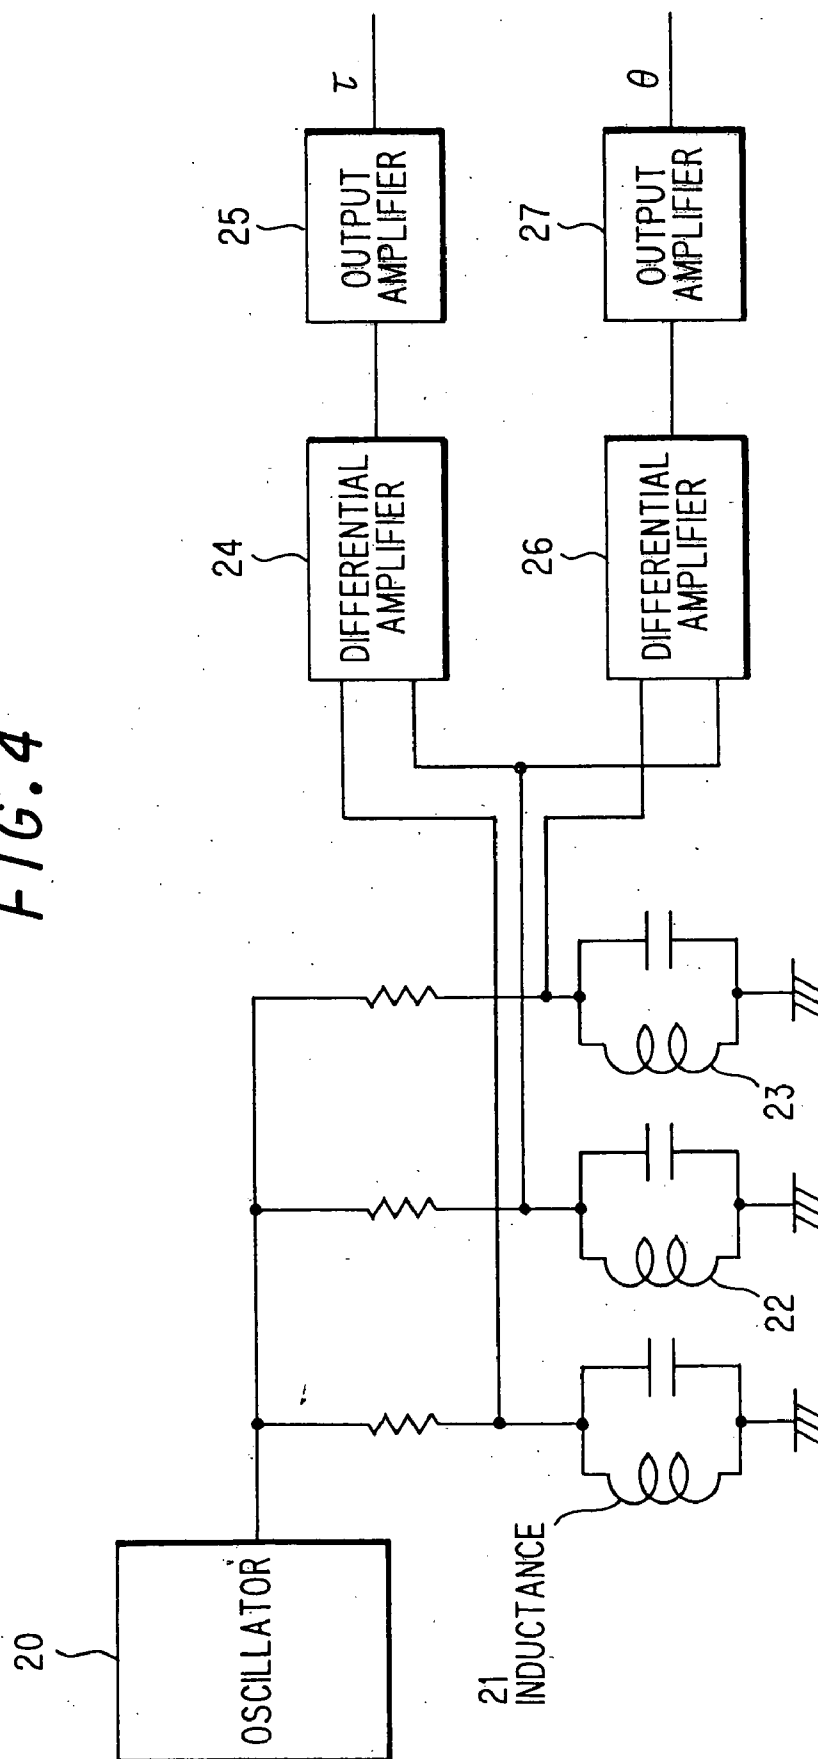 FIG. 4
20
OSCILLATOR
21
INDUCTANCE
22
23
24
DIFFERENTIAL
AMPLIFIER
25
OUTPUT
AMPLIFIER
τ
26
DIFFERENTIAL
AMPLIFIER
27
OUTPUT
AMPLIFIER
θ